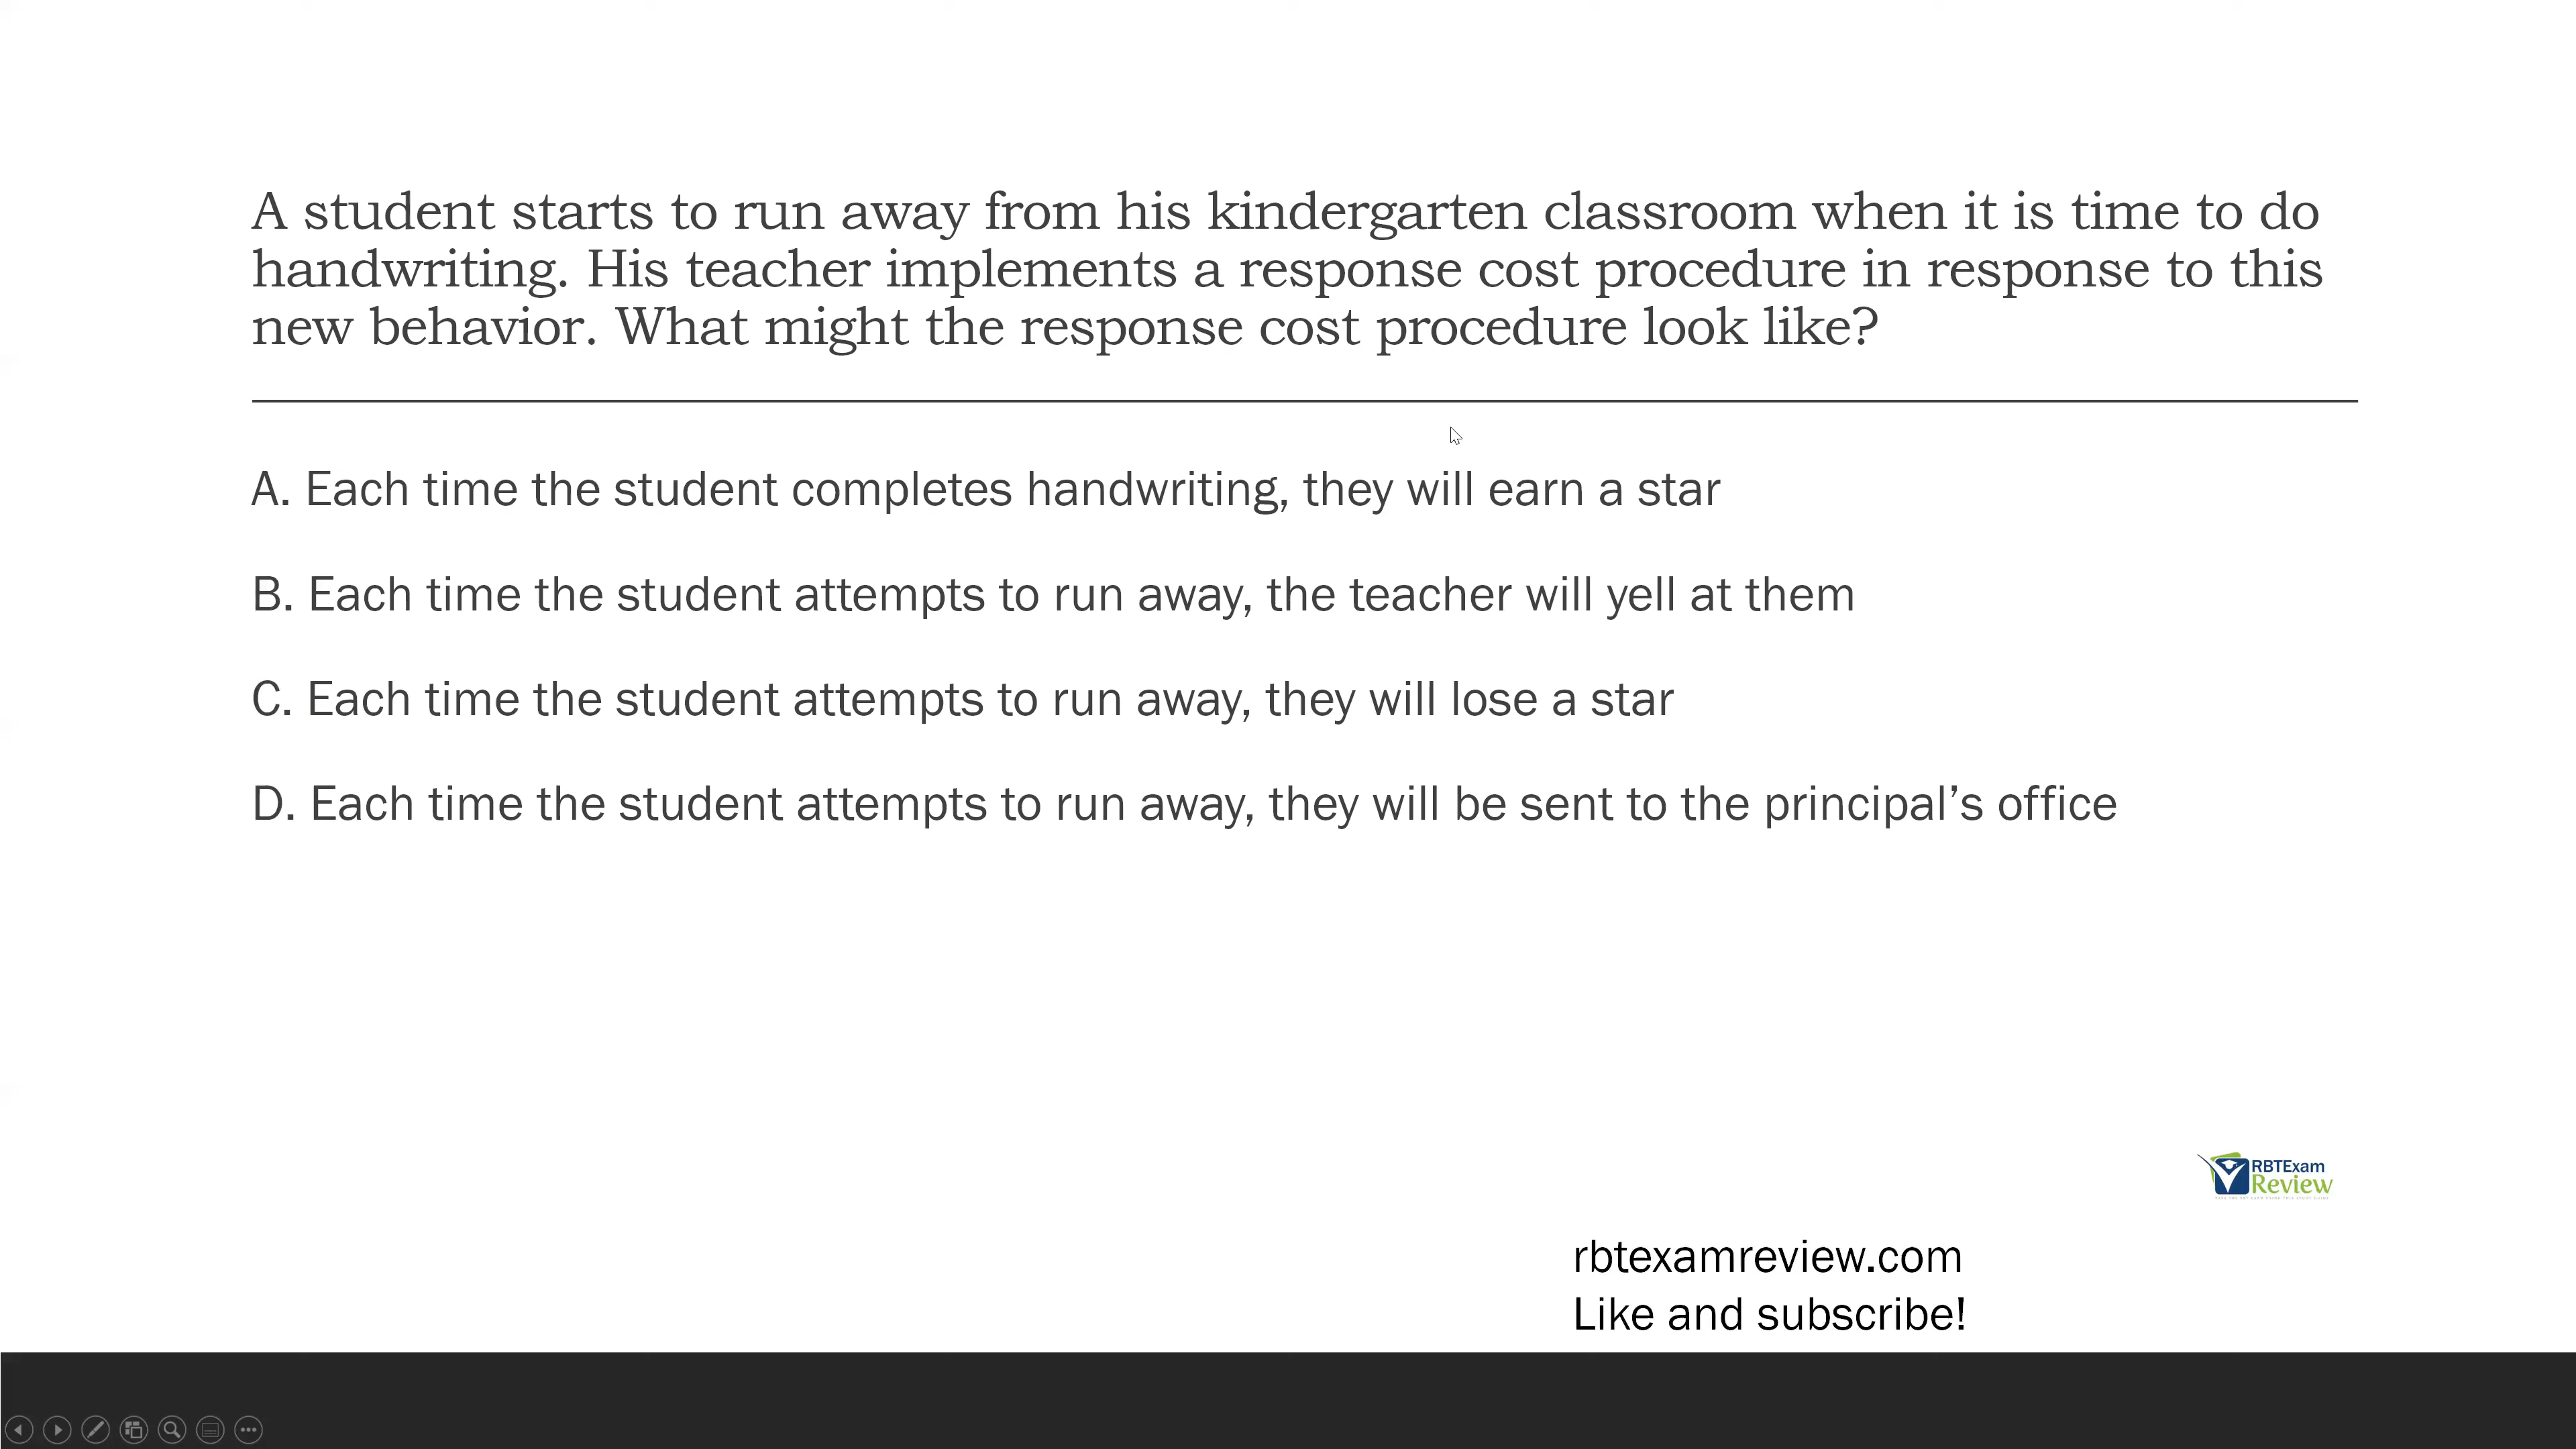 A student starts to run away from his kindergarten classroom when it is time to do
handwriting. His teacher implements a response cost procedure in response to this
new behavior. What might the response cost procedure look like?
A. Each time the student completes handwriting, they will earn a star
B. Each time the student attempts to run away, the teacher will yell at them
C. Each time the student attempts to run away, they will lose a star
D. Each time the student attempts to run away, they will be sent to the principal’s office
RBTExam
Review
rbtexamreview.com
Like and subscribe!